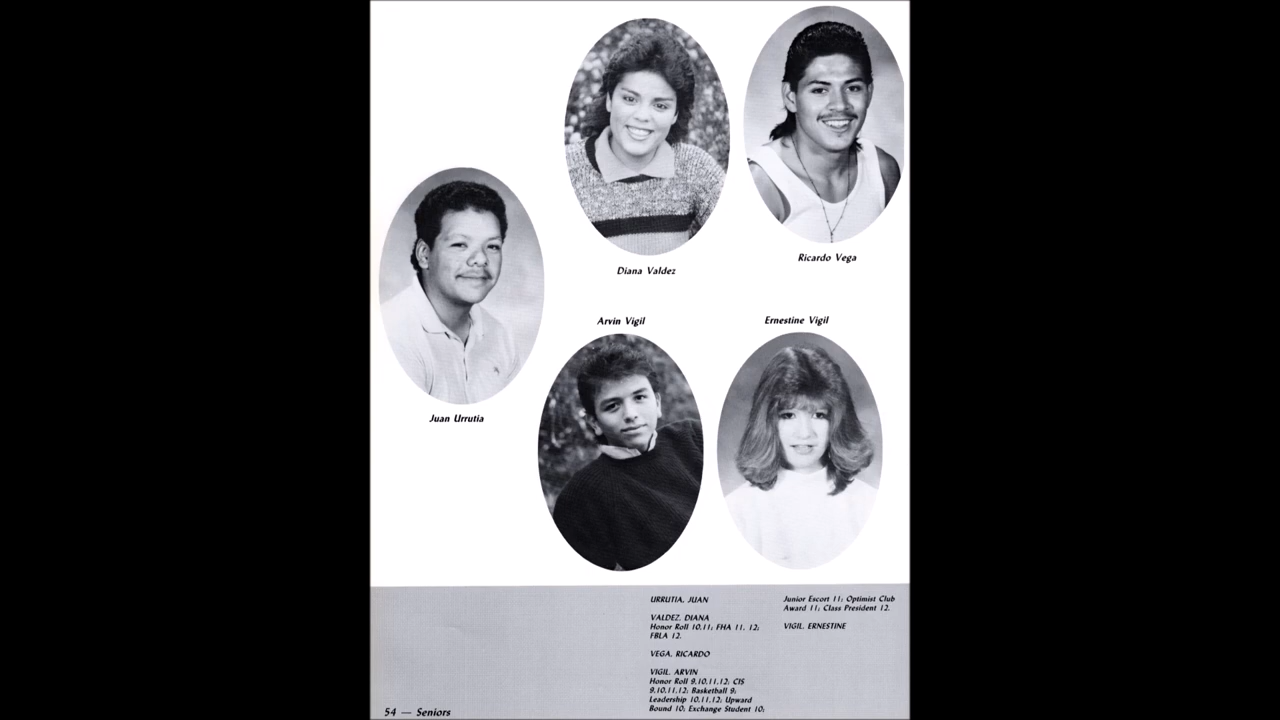 Diana Valdez
Ricardo Vega
Juan Urrutia
Arvin Vigil
Ernestine Vigil
URRUTIA, JUAN
VALDEZ, DIANA
Honor Roll 10,11; FHA 11, 12;
FBLA 12.
VEGA, RICARDO
VIGIL, ARVIN
Honor Roll 9,10,11,12; CIS
9,10,11,12; Basketball 9;
Leadership 10,11,12; Upward
Bound 10; Exchange Student 10;
Junior Escort 11; Optimist Club
Award 11; Class President 12.
VIGIL, ERNESTINE
54 — Seniors